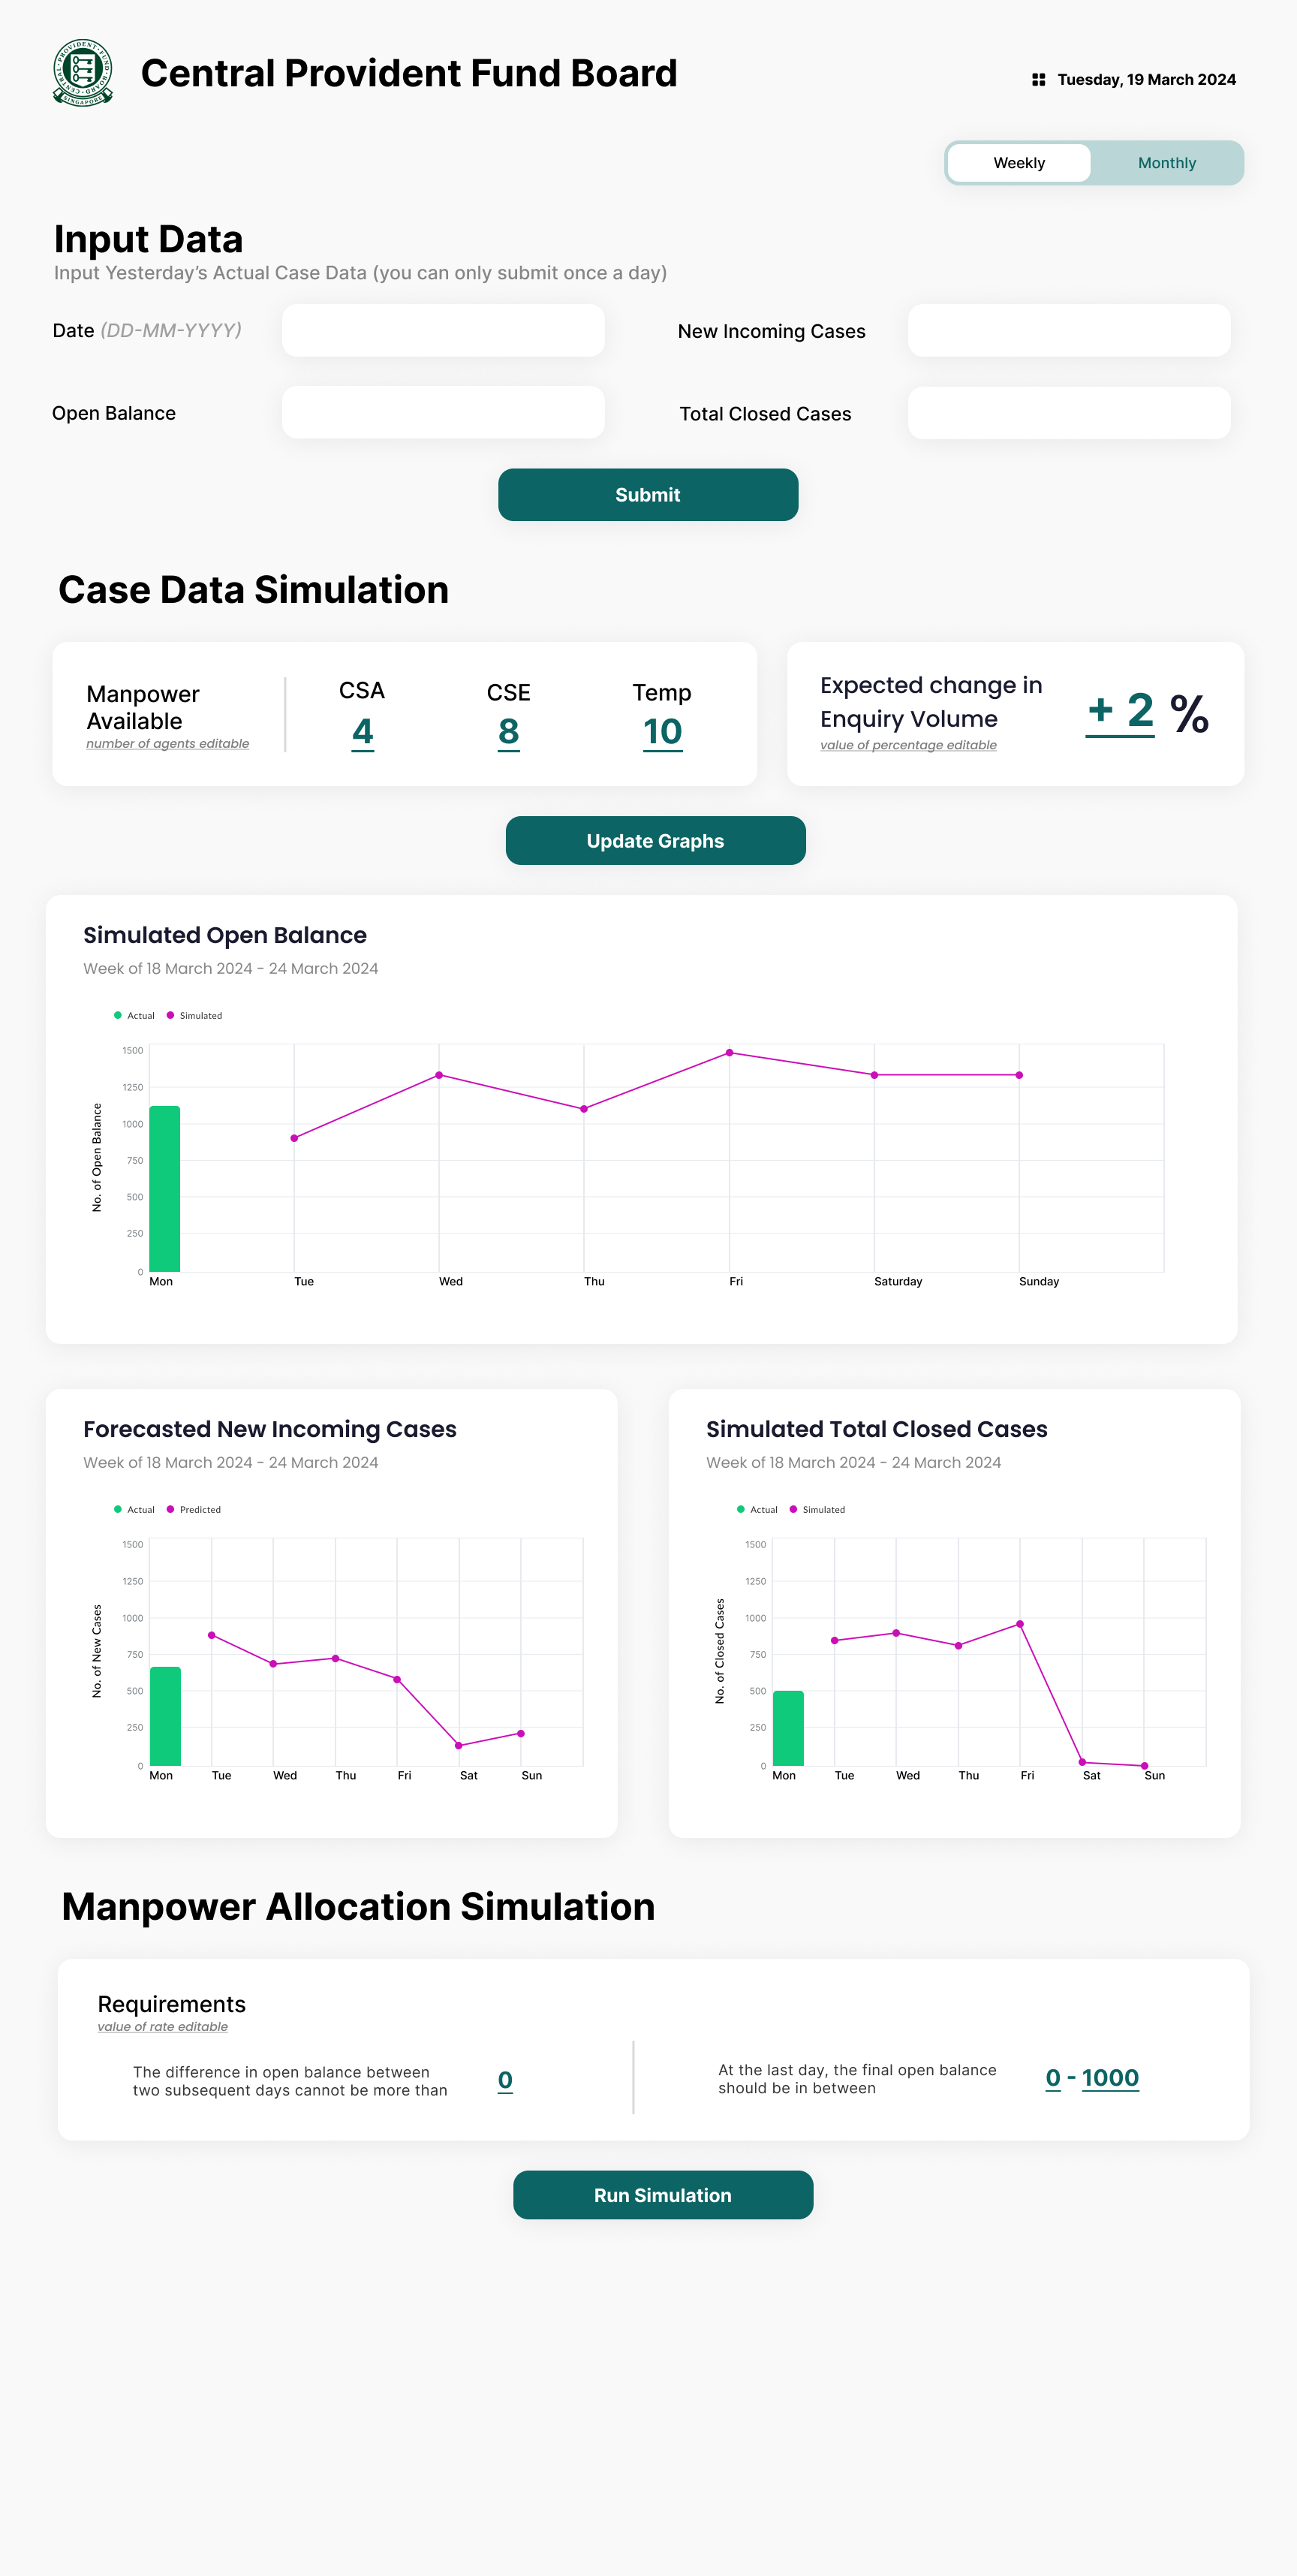 CENTRAL · PROVIDENT · FUND · BOARD
SINGAPORE
Central Provident Fund Board
Tuesday, 19 March 2024
Weekly
Monthly
Input Data
Input Yesterday's Actual Case Data (you can only submit once a day)
Date (DD-MM-YYYY)
New Incoming Cases
Open Balance
Total Closed Cases
Submit
Case Data Simulation
Manpower
Available
number of agents editable
CSA
4
CSE
8
Temp
10
Expected change in
Enquiry Volume
value of percentage editable
+ 2 %
Update Graphs
Simulated Open Balance
Week of 18 March 2024 - 24 March 2024
Actual
Simulated
No. of Open Balance
1500
1250
1000
750
500
250
0
Mon
Tue
Wed
Thu
Fri
Saturday
Sunday
Forecasted New Incoming Cases
Week of 18 March 2024 - 24 March 2024
Actual
Predicted
No. of New Cases
1500
1250
1000
750
500
250
0
Mon
Tue
Wed
Thu
Fri
Sat
Sun
Simulated Total Closed Cases
Week of 18 March 2024 - 24 March 2024
Actual
Simulated
No. of Closed Cases
1500
1250
1000
750
500
250
0
Mon
Tue
Wed
Thu
Fri
Sat
Sun
Manpower Allocation Simulation
Requirements
value of rate editable
The difference in open balance between
two subsequent days cannot be more than
0
At the last day, the final open balance
should be in between
0 - 1000
Run Simulation